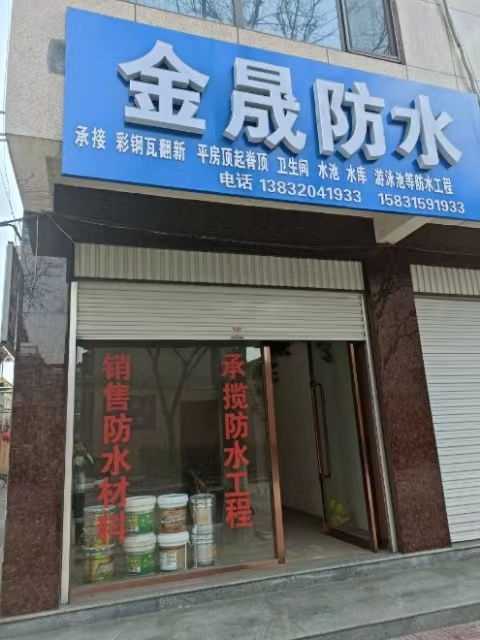 金晟防水
承接 彩钢瓦翻新 平房顶起脊顶 卫生间 水池 水库 游泳池等防水工程
电话 13832041933 15831591933
销售防水材料
承揽防水工程